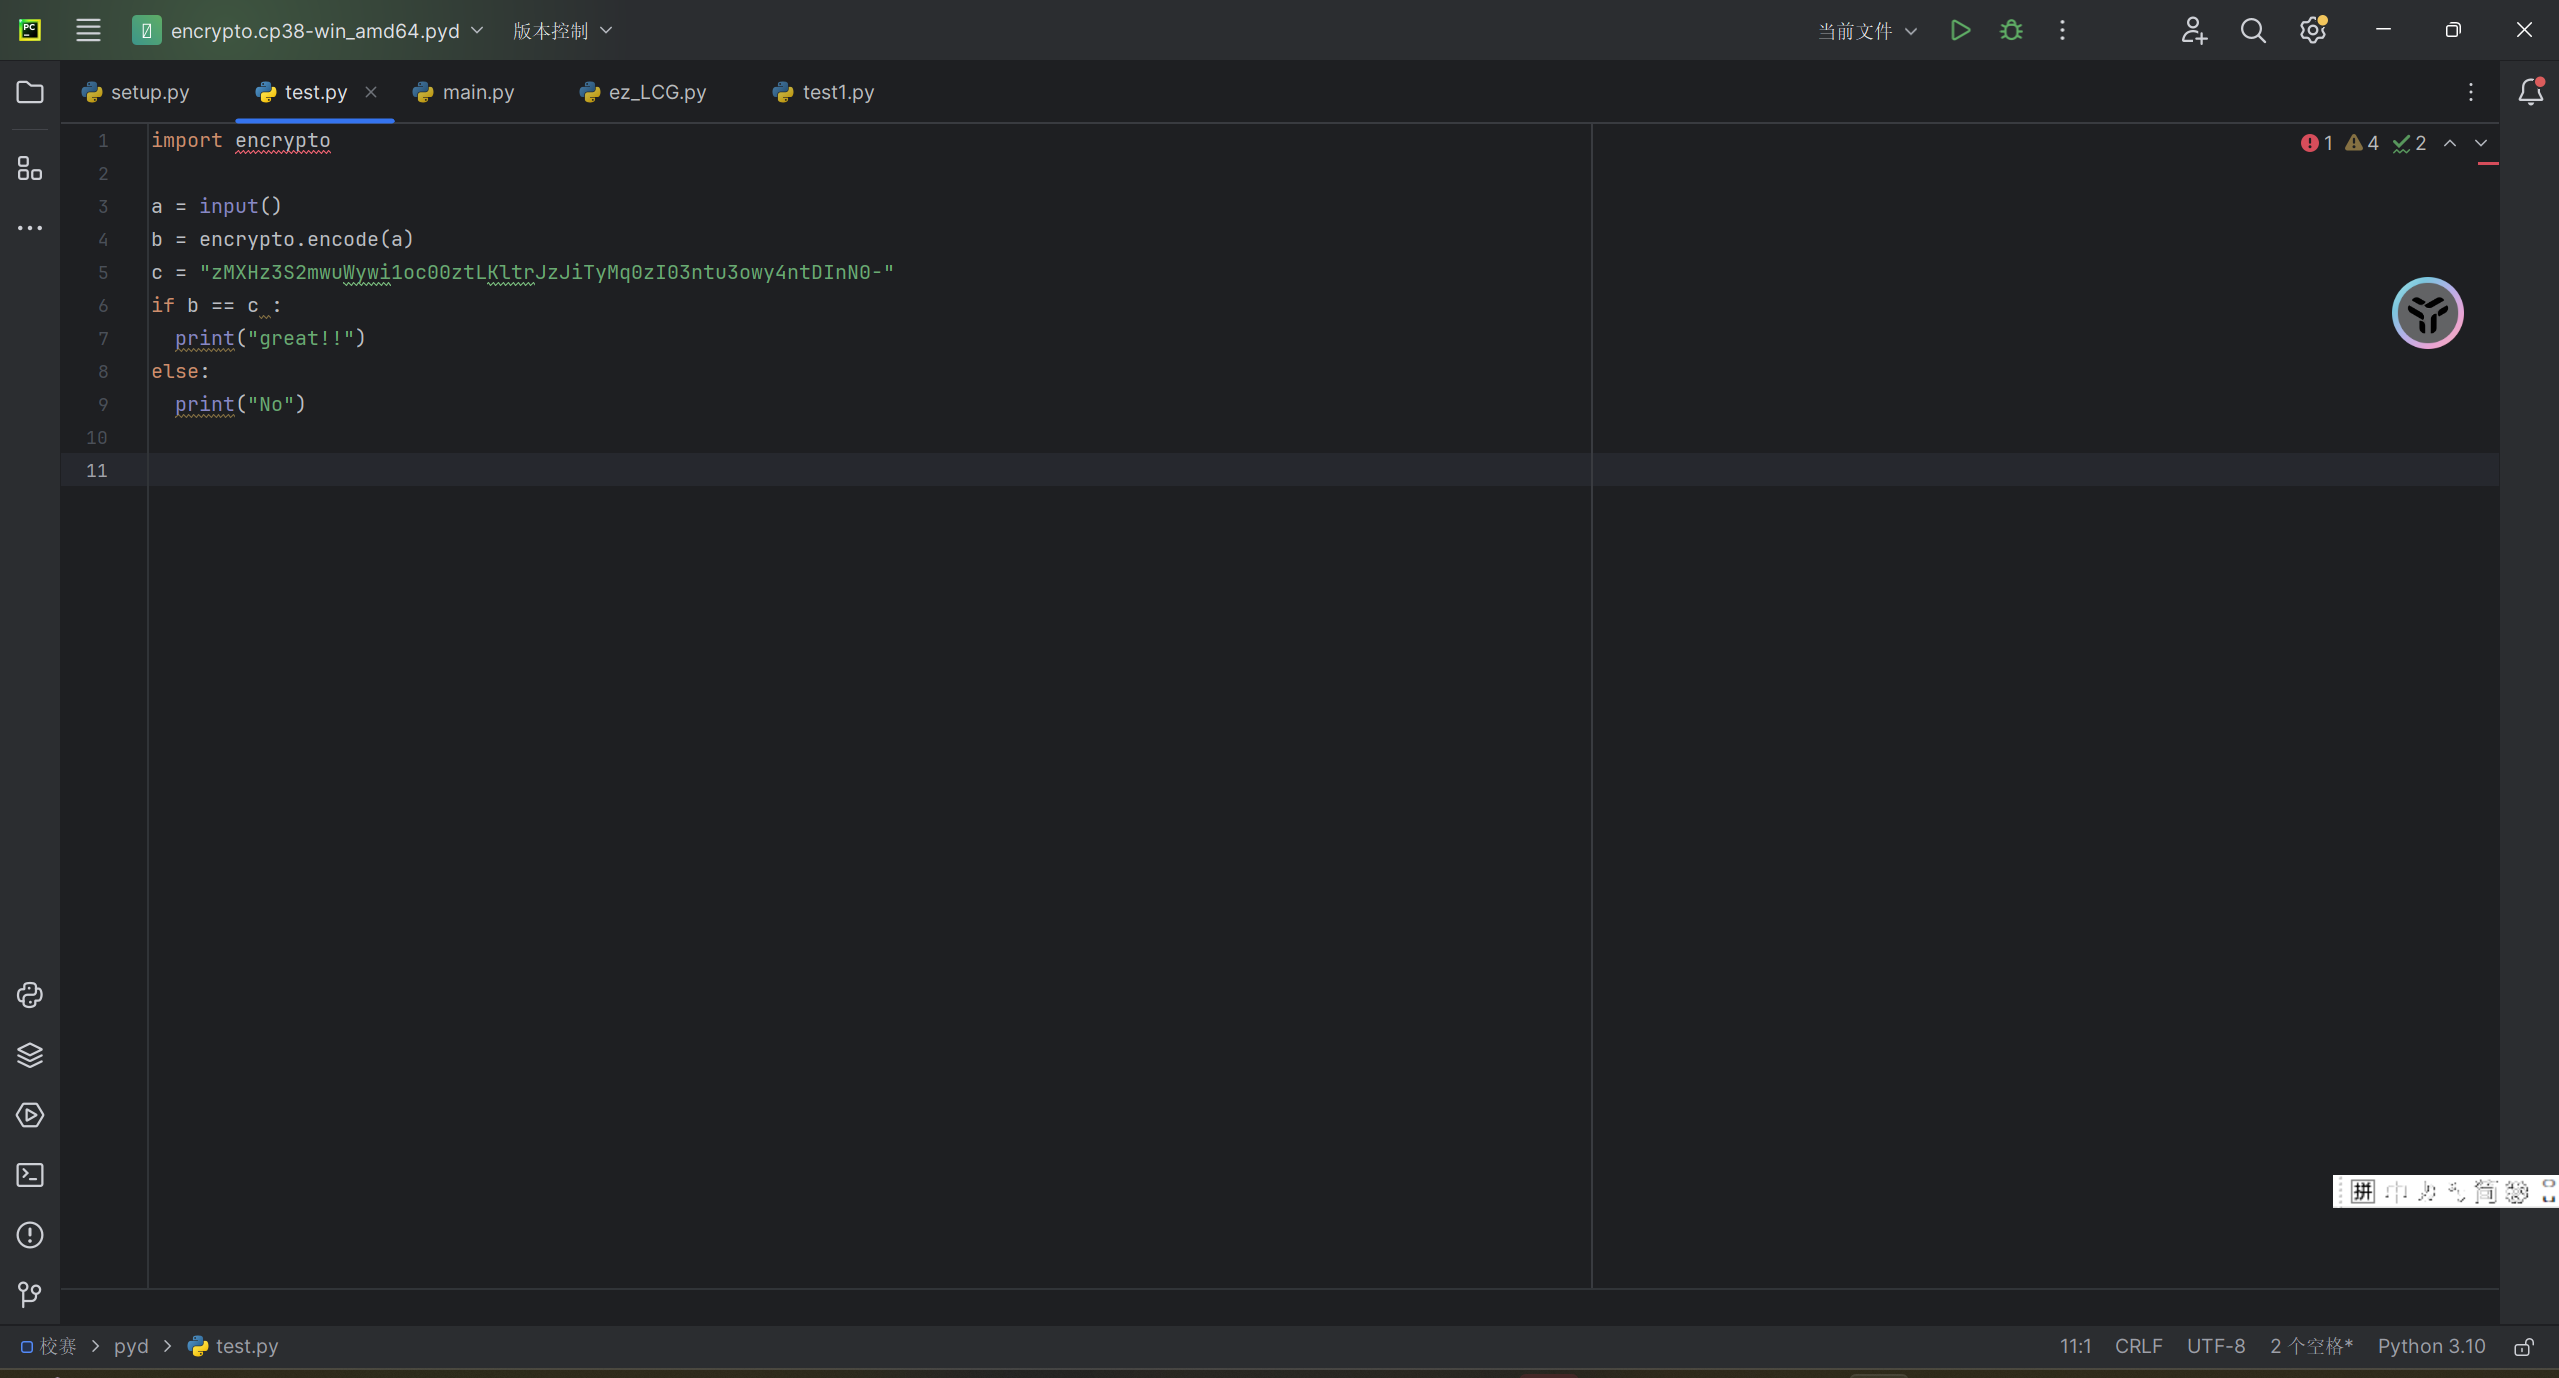 PC
encrypto.cp38-win_amd64.pyd 版本控制 当前文件
setup.py test.py main.py ez_LCG.py test1.py
1 import encrypto 1 4 2
2
3 a = input()
4 b = encrypto.encode(a)
5 c = "zMXHz3S2mwuWywi1oc00ztLKltrJzJiTyMq0zI03ntu3owy4ntDInN0-"
6 if b == c :
7 print("great!!")
8 else:
9 print("No")
10
11
拼 中 简
校赛 > pyd > test.py 11:1 CRLF UTF-8 2 个空格* Python 3.10